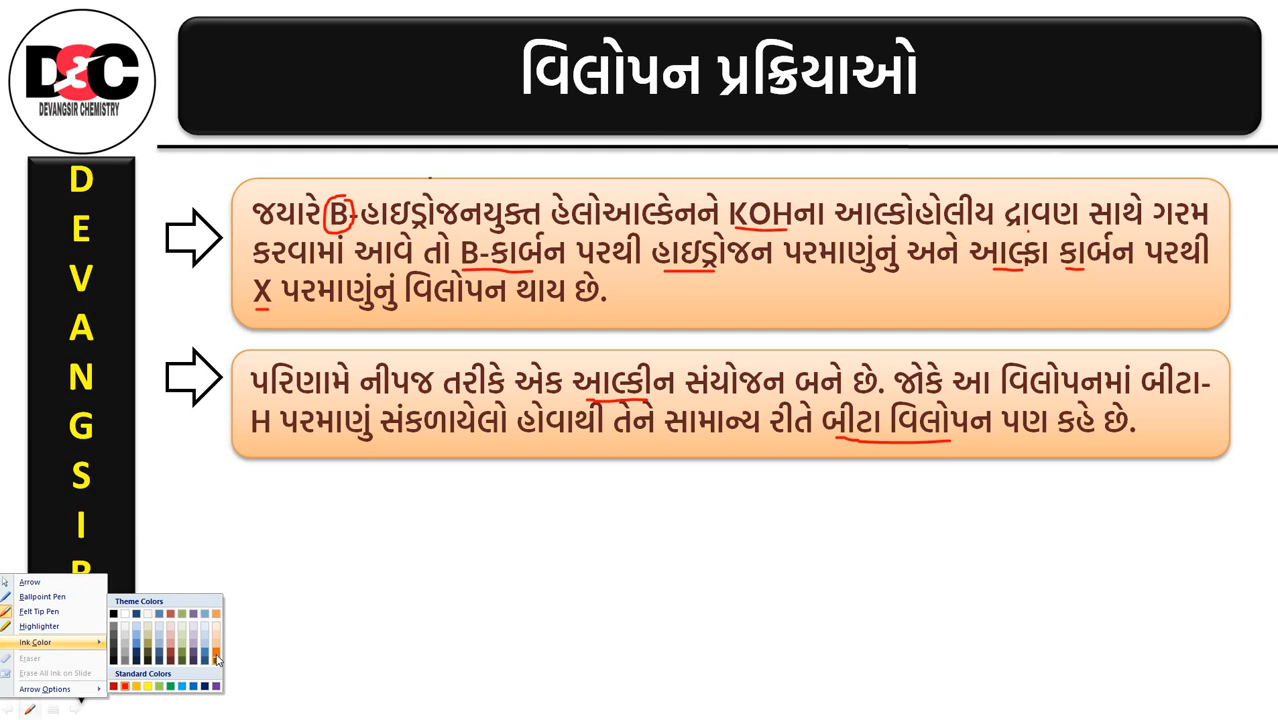 D&C
DEVANGSIR CHEMISTRY
વિલોપન પ્રક્રિયાઓ
D
E
V
A
N
G
S
I
R
જયારે B-હાઇડ્રોજનયુક્ત હેલોઆલ્કેનને KOHના આલ્કોહોલીય દ્રાવણ સાથે ગરમ
કરવામાં આવે તો B-કાર્બન પરથી હાઇડ્રોજન પરમાણુંનું અને આલ્ફા કાર્બન પરથી
X પરમાણુંનું વિલોપન થાય છે.
પરિણામે નીપજ તરીકે એક આલ્કીન સંયોજન બને છે. જોકે આ વિલોપનમાં બીટા-
H પરમાણું સંકળાયેલો હોવાથી તેને સામાન્ય રીતે બીટા વિલોપન પણ કહે છે.
Arrow
Ballpoint Pen
Felt Tip Pen
Highlighter
Ink Color
Eraser
Erase All Ink on Slide
Arrow Options
Theme Colors
Standard Colors